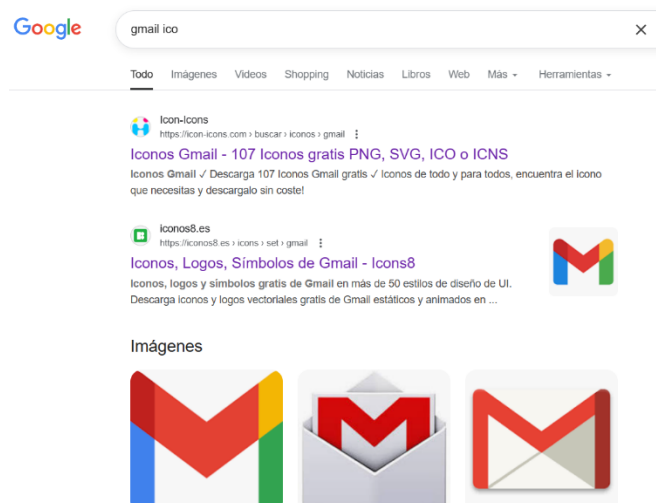 Google
gmail ico
Todo Imágenes Videos Shopping Noticias Libros Web Más Herramientas
Icon-Icons
https://icon-icons.com › buscar › iconos › gmail
Iconos Gmail - 107 Iconos gratis PNG, SVG, ICO o ICNS
Iconos Gmail ✓ Descarga 107 Iconos Gmail gratis ✓ Iconos de todo y para todos, encuentra el icono
que necesitas y descargalo sin coste!
iconos8.es
https://iconos8.es › icons › set › gmail
Iconos, Logos, Símbolos de Gmail - Icons8
Iconos, logos y símbolos gratis de Gmail en más de 50 estilos de diseño de UI.
Descarga iconos y logos vectoriales gratis de Gmail estáticos y animados en ...
Imágenes